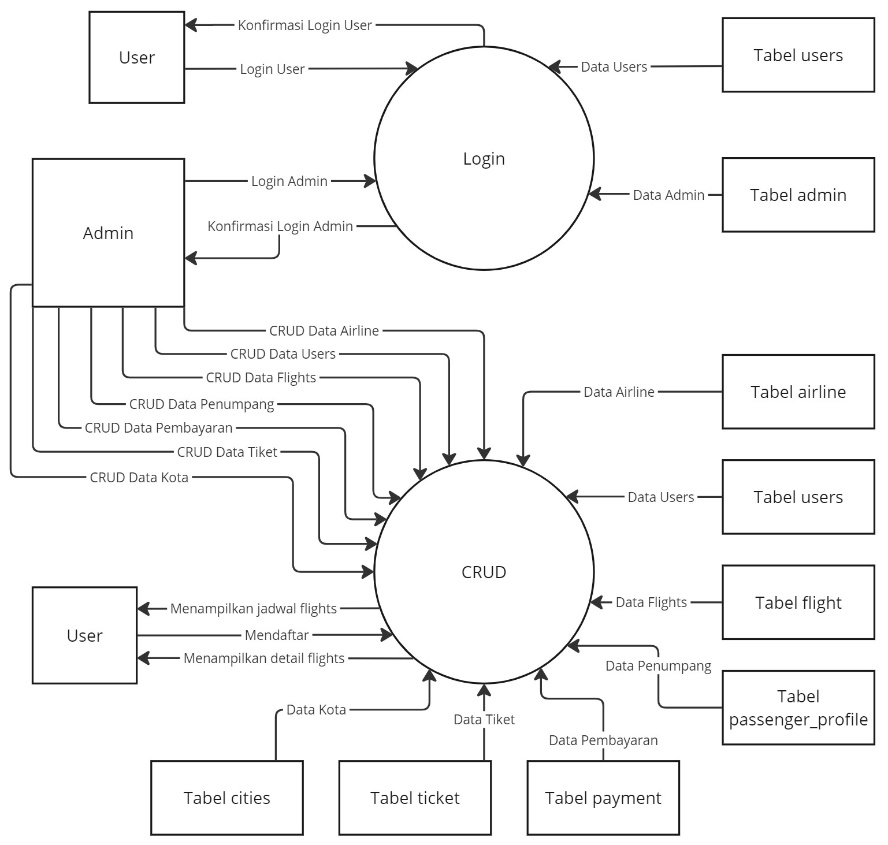 Konfirmasi Login User
User
Login User
Data Users
Tabel users
Login
Login Admin
Data Admin
Tabel admin
Admin
Konfirmasi Login Admin
CRUD Data Airline
CRUD Data Users
CRUD Data Flights
CRUD Data Penumpang
CRUD Data Pembayaran
CRUD Data Tiket
CRUD Data Kota
Data Airline
Tabel airline
Data Users
Tabel users
CRUD
Data Flights
Tabel flight
User
Menampilkan jadwal flights
Mendaftar
Menampilkan detail flights
Data Penumpang
Tabel
passenger_profile
Data Kota
Data Tiket
Data Pembayaran
Tabel cities
Tabel ticket
Tabel payment